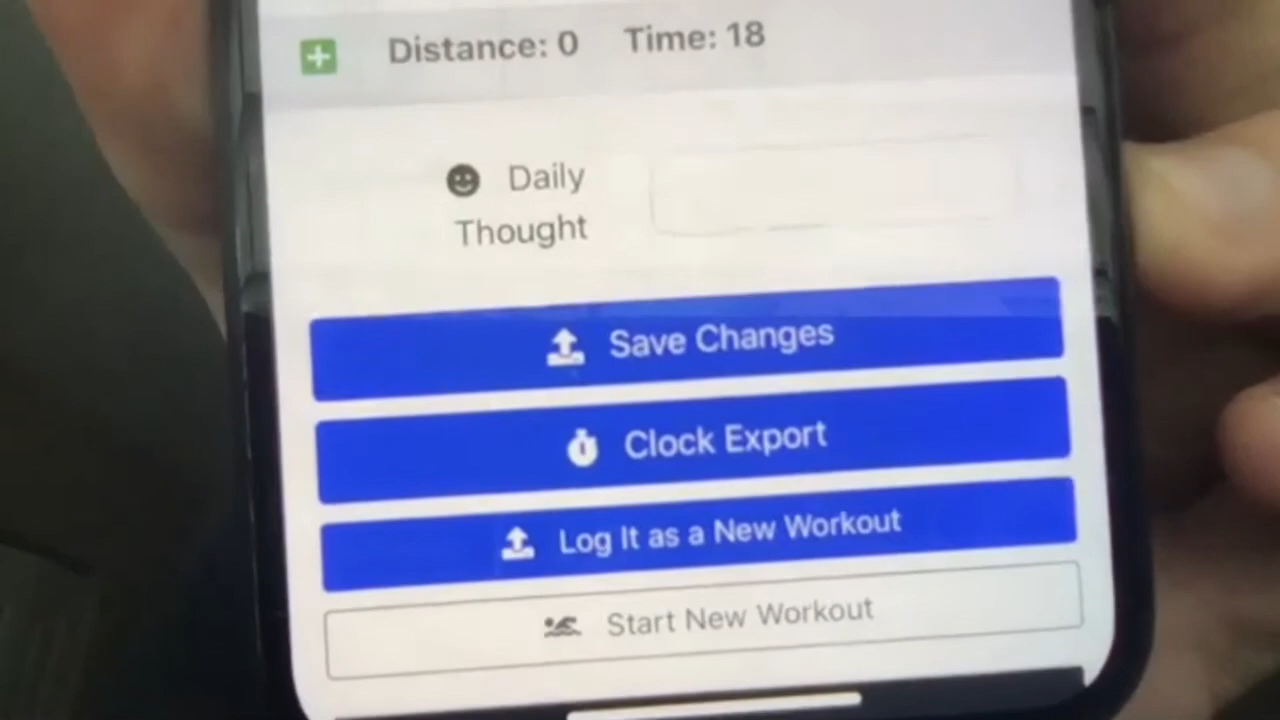 Distance: 0 Time: 18
Daily
Thought
Save Changes
Clock Export
Log It as a New Workout
Start New Workout